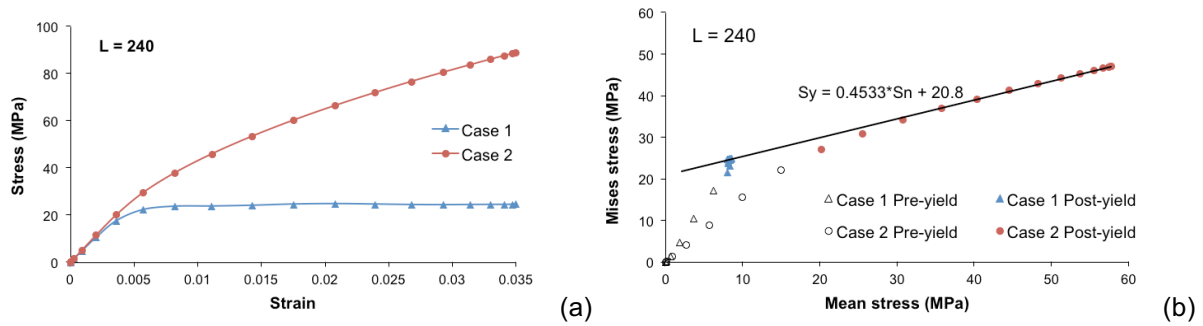 L = 240
Stress (MPa)
100
80
60
40
20
0
0
0.005
0.01
0.015
0.02
0.025
0.03
0.035
Strain
Case 1
Case 2
(a)
L = 240
Mises stress (MPa)
60
50
40
30
20
10
0
0
10
20
30
40
50
60
Mean stress (MPa)
Sy = 0.4533*Sn + 20.8
Case 1 Pre-yield
Case 1 Post-yield
Case 2 Pre-yield
Case 2 Post-yield
(b)